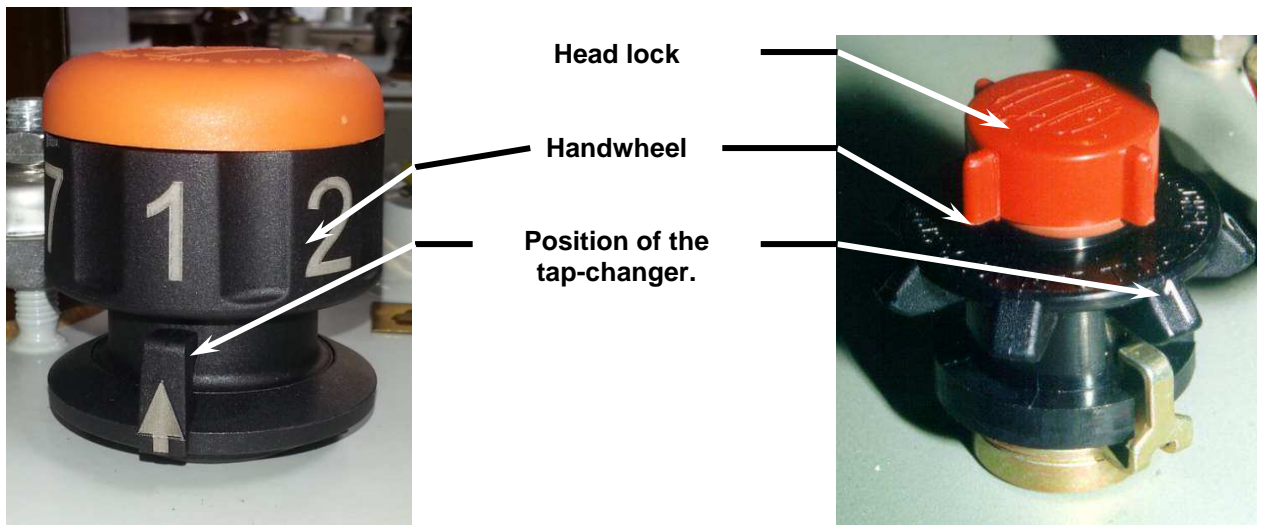 Head lock
Handwheel
Position of the
tap-changer.
7
1
2
1